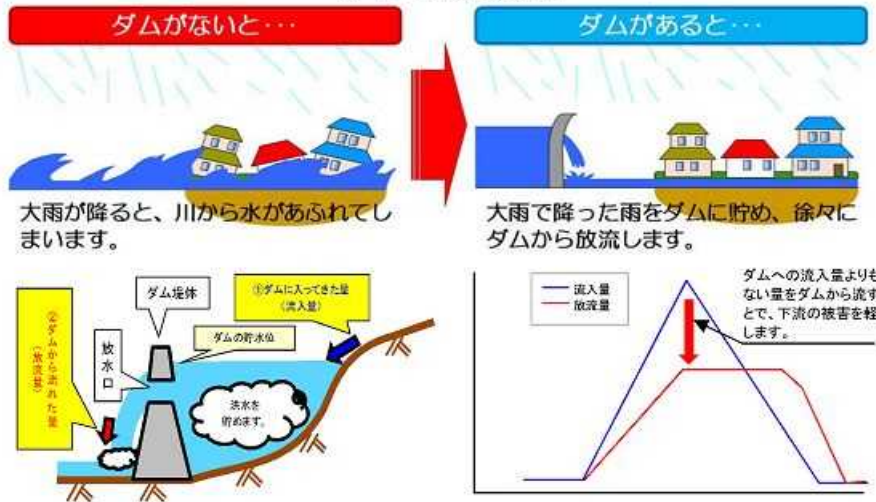 ダムがないと…
ダムがあると…
大雨が降ると、川から水があふれてし
まいます。
大雨で降った雨をダムに貯め、徐々に
ダムから放流します。
ダム堤体
①ダムに入ってきた量
(流入量)
ダムの貯水位
放水口
②ダムから流れた量
(放流量)
洪水を
貯めます。
流入量
放流量
ダムへの流入量よりも
ない量をダムから流す
とで、下流の被害を軽
します。